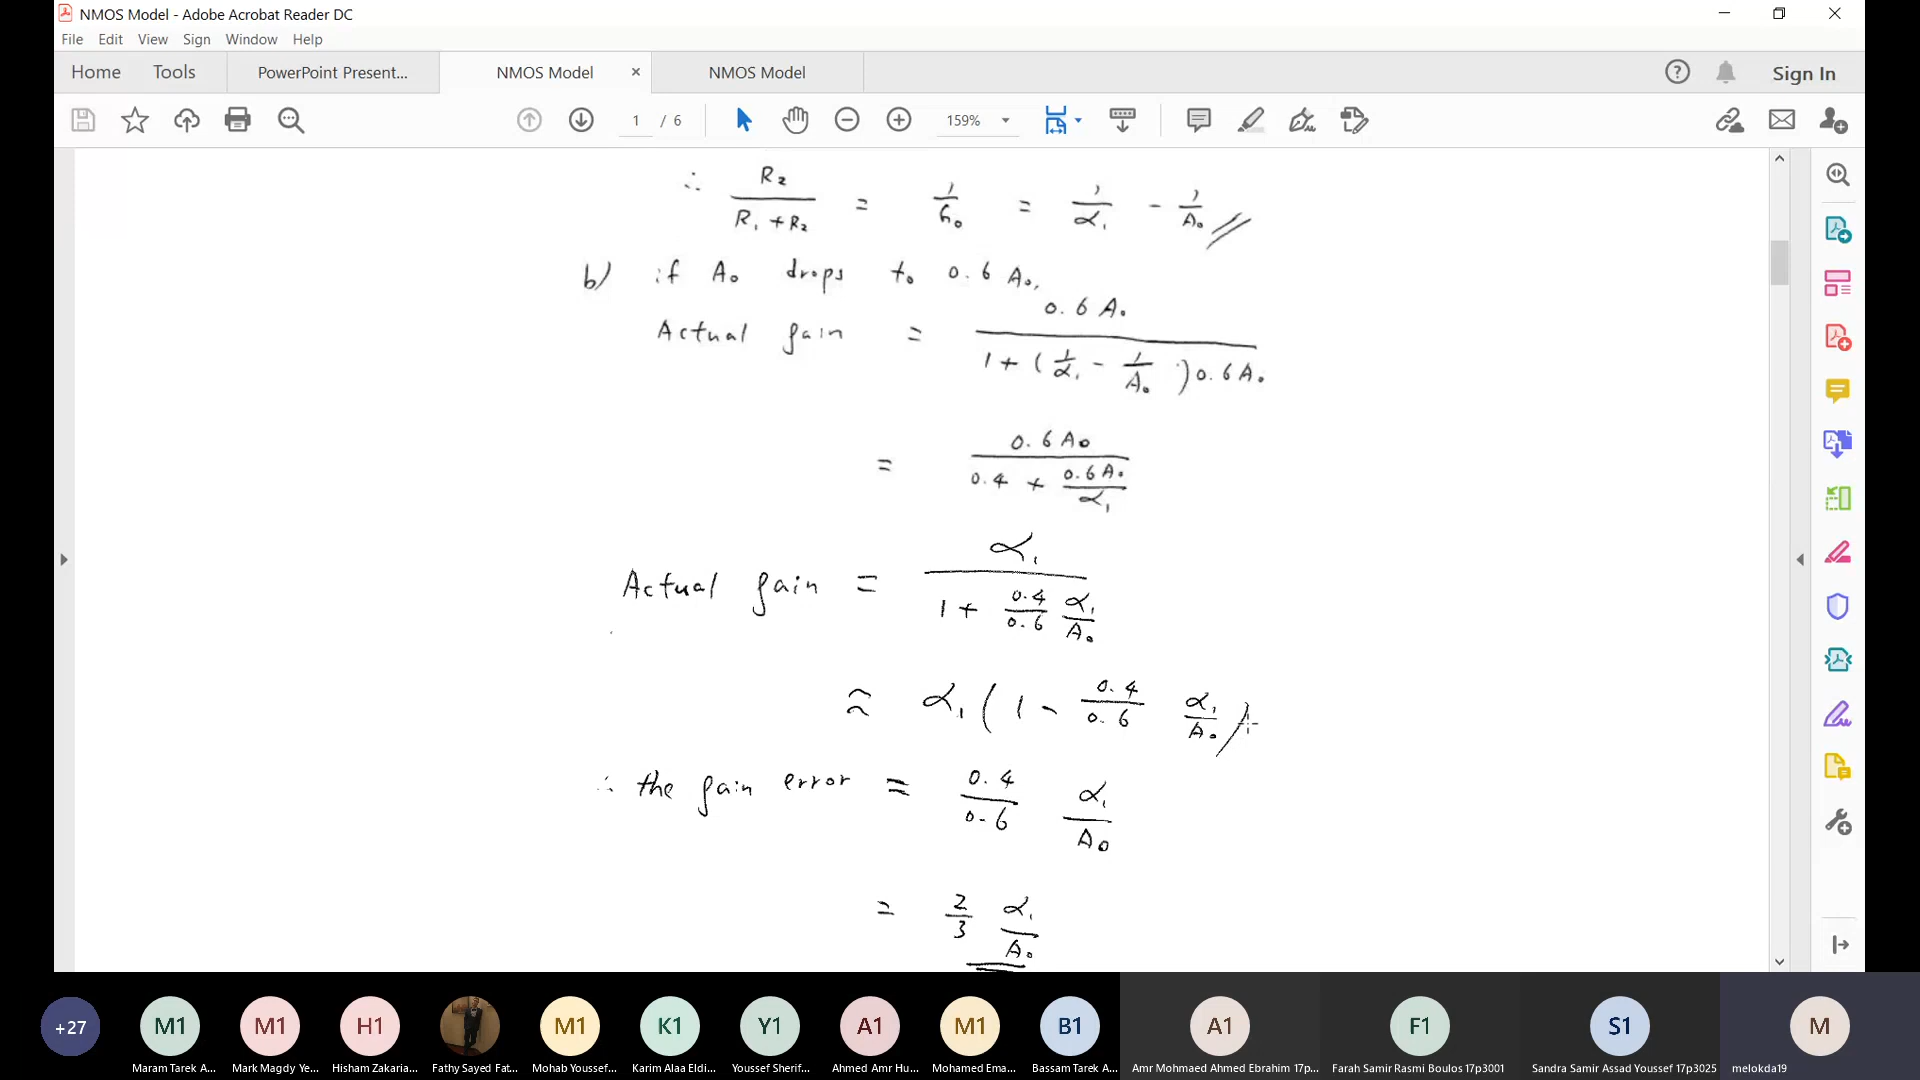 NMOS Model - Adobe Acrobat Reader DC
File Edit View Sign Window Help
Home Tools PowerPoint Present... NMOS Model × NMOS Model Sign In
1 / 6 159%
∴ R₂/(R₁ + R₂) = 1/G₀ = 1/α₁ - 1/A₀ //
b) if A₀ drops to 0.6 A₀,
Actual gain = 0.6 A₀ / (1 + (1/α₁ - 1/A₀) 0.6 A₀)
= 0.6 A₀ / (0.4 + 0.6 A₀/α₁)
Actual gain = α₁ / (1 + 0.4/0.6 α₁/A₀)
≈ α₁ (1 - 0.4/0.6 α₁/A₀)
∴ the gain error = 0.4/0.6 α₁/A₀
= 2/3 α₁/A₀
+27 M1 M1 H1 M1 K1 Y1 A1 M1 B1 A1 F1 S1 M
Maram Tarek A... Mark Magdy Ye... Hisham Zakaria... Fathy Sayed Fat... Mohab Youssef... Karim Alaa Eldi... Youssef Sherif... Ahmed Amr Hu... Mohamed Ema... Bassam Tarek A... Amr Mohmaed Ahmed Ebrahim 17p... Farah Samir Rasmi Boulos 17p3001 Sandra Samir Assad Youssef 17p3025 melokda19